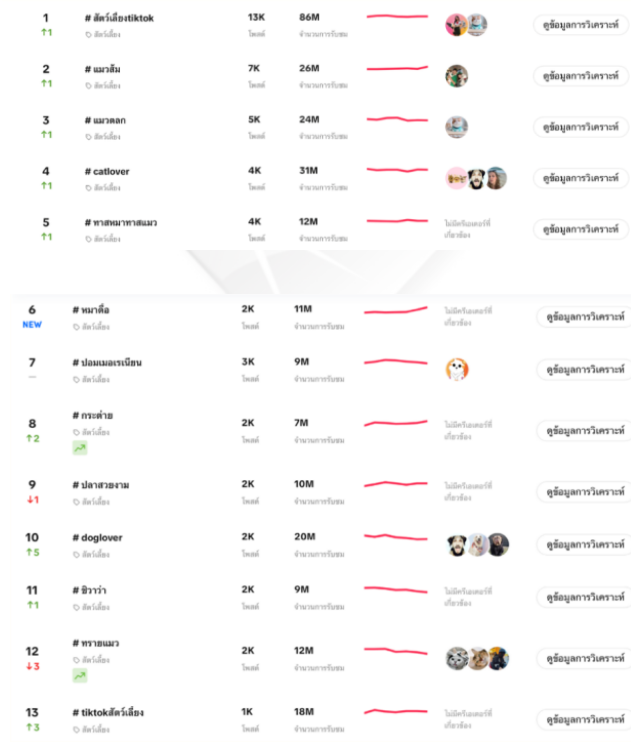 1 # สัตว์เลี้ยงtiktok 13K 86M ดูข้อมูลการวิเคราะห์
↑1 สัตว์เลี้ยง โพสต์ จำนวนการรับชม
2 # แมวส้ม 7K 26M ดูข้อมูลการวิเคราะห์
↑1 สัตว์เลี้ยง โพสต์ จำนวนการรับชม
3 # แมวตลก 5K 24M ดูข้อมูลการวิเคราะห์
↑1 สัตว์เลี้ยง โพสต์ จำนวนการรับชม
4 # catlover 4K 31M ดูข้อมูลการวิเคราะห์
↑1 สัตว์เลี้ยง โพสต์ จำนวนการรับชม
5 # ทาสหมาทาสแมว 4K 12M ไม่มีครีเอเตอร์ที่ ดูข้อมูลการวิเคราะห์
↑1 สัตว์เลี้ยง โพสต์ จำนวนการรับชม เกี่ยวข้อง
6 # หมาดื้อ 2K 11M ไม่มีครีเอเตอร์ที่ ดูข้อมูลการวิเคราะห์
NEW สัตว์เลี้ยง โพสต์ จำนวนการรับชม เกี่ยวข้อง
7 # ปอมเมอเรเนียน 3K 9M ดูข้อมูลการวิเคราะห์
— สัตว์เลี้ยง โพสต์ จำนวนการรับชม
8 # กระต่าย 2K 7M ไม่มีครีเอเตอร์ที่ ดูข้อมูลการวิเคราะห์
↑2 สัตว์เลี้ยง โพสต์ จำนวนการรับชม เกี่ยวข้อง
9 # ปลาสวยงาม 2K 10M ไม่มีครีเอเตอร์ที่ ดูข้อมูลการวิเคราะห์
↓1 สัตว์เลี้ยง โพสต์ จำนวนการรับชม เกี่ยวข้อง
10 # doglover 2K 20M ดูข้อมูลการวิเคราะห์
↑5 สัตว์เลี้ยง โพสต์ จำนวนการรับชม
11 # ชิวาว่า 2K 9M ไม่มีครีเอเตอร์ที่ ดูข้อมูลการวิเคราะห์
↑1 สัตว์เลี้ยง โพสต์ จำนวนการรับชม เกี่ยวข้อง
12 # ทรายแมว 2K 12M ดูข้อมูลการวิเคราะห์
↓3 สัตว์เลี้ยง โพสต์ จำนวนการรับชม
13 # tiktokสัตว์เลี้ยง 1K 18M ไม่มีครีเอเตอร์ที่ ดูข้อมูลการวิเคราะห์
↑3 สัตว์เลี้ยง โพสต์ จำนวนการรับชม เกี่ยวข้อง